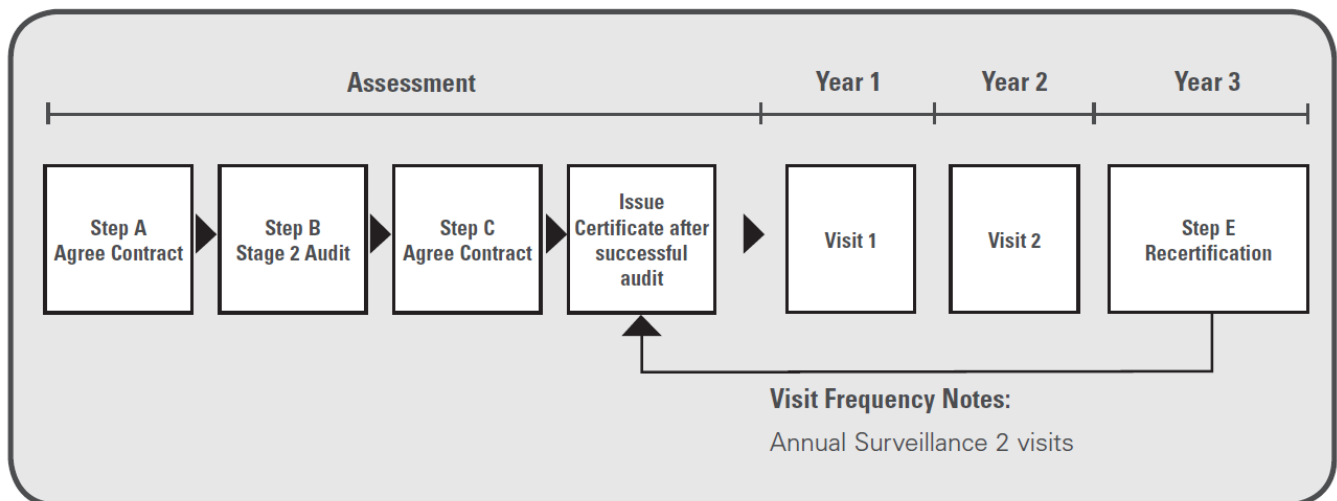 Assessment
Year 1
Year 2
Year 3
Step A
Agree Contract
Step B
Stage 2 Audit
Step C
Agree Contract
Issue
Certificate after
successful
audit
Visit 1
Visit 2
Step E
Recertification
Visit Frequency Notes:
Annual Surveillance 2 visits